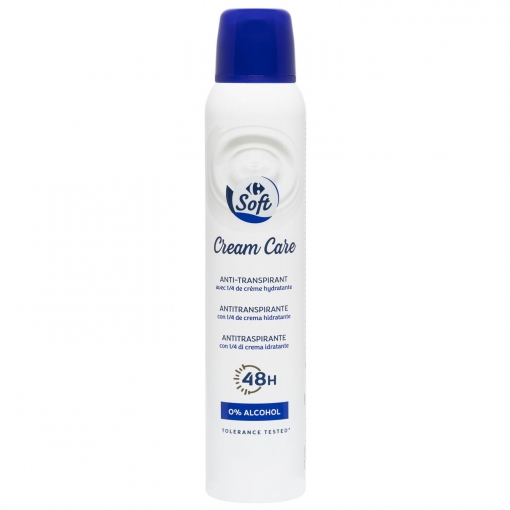 Soft
Cream Care
ANTI-TRANSPIRANT
avec 1/4 de crème hydratante
ANTITRANSPIRANTE
con 1/4 de crema hidratante
ANTITRASPIRANTE
con 1/4 di crema idratante
48H
0% ALCOHOL
TOLERANCE TESTED*